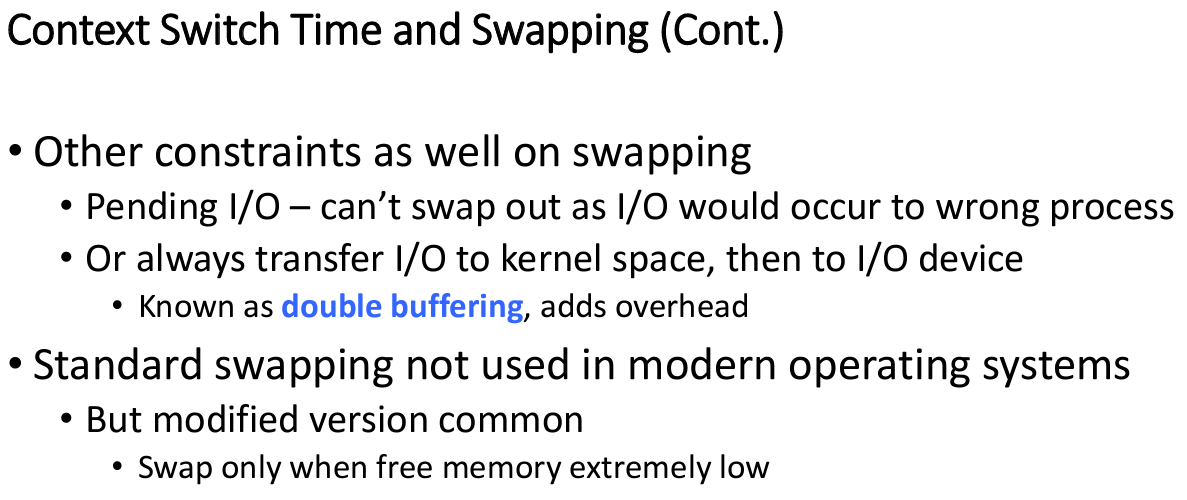 Context Switch Time and Swapping (Cont.)
• Other constraints as well on swapping
• Pending I/O – can’t swap out as I/O would occur to wrong process
• Or always transfer I/O to kernel space, then to I/O device
• Known as double buffering, adds overhead
• Standard swapping not used in modern operating systems
• But modified version common
• Swap only when free memory extremely low